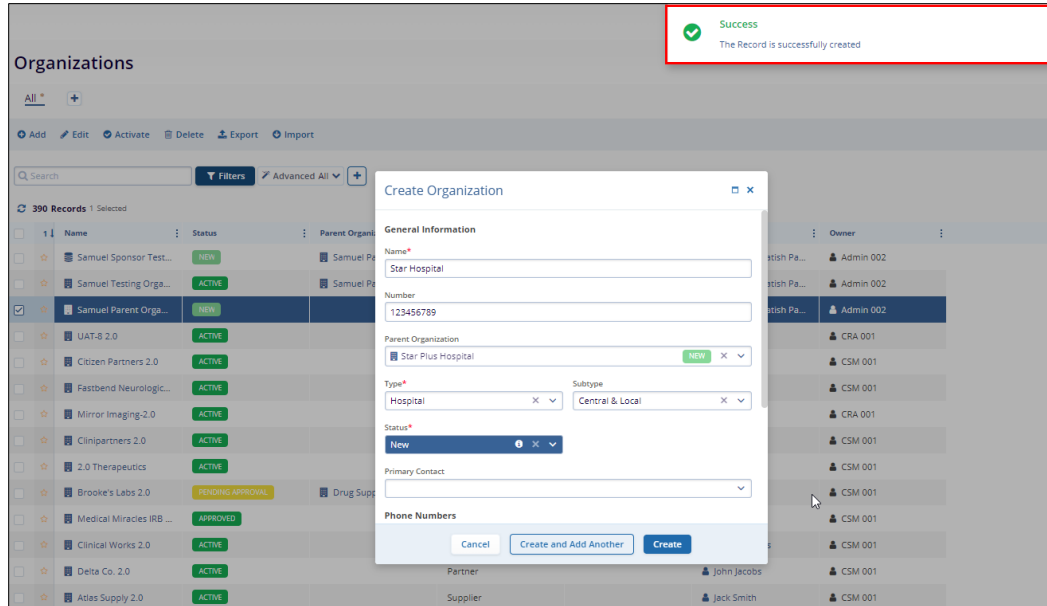 Success
The Record is successfully created
Organizations
All *
Add Edit Activate Delete Export Import
Search Filters Advanced All
390 Records 1 Selected
Create Organization
1 Name Status Parent Organi Owner
General Information
Samuel Sponsor Test... NEW Samuel Pa atish Pa... Admin 002
Name*
Star Hospital
Samuel Testing Orga... ACTIVE Samuel Pa atish Pa... Admin 002
Number
123456789
Samuel Parent Orga... NEW atish Pa... Admin 002
UAT-8 2.0 ACTIVE CRA 001
Parent Organization
Star Plus Hospital NEW
Citizen Partners 2.0 ACTIVE CSM 001
Fastbend Neurologic... ACTIVE CSM 001
Type* Subtype
Hospital Central & Local
Mirror Imaging-2.0 ACTIVE CRA 001
Status*
New
Clinipartners 2.0 ACTIVE CSM 001
2.0 Therapeutics ACTIVE CSM 001
Primary Contact
Brooke's Labs 2.0 PENDING APPROVAL Drug Supp CSM 001
Phone Numbers
Medical Miracles IRB ... APPROVED CSM 001
Cancel Create and Add Another Create
Clinical Works 2.0 ACTIVE s CSM 001
Delta Co. 2.0 ACTIVE Partner John Jacobs CSM 001
Atlas Supply 2.0 ACTIVE Supplier Jack Smith CSM 001